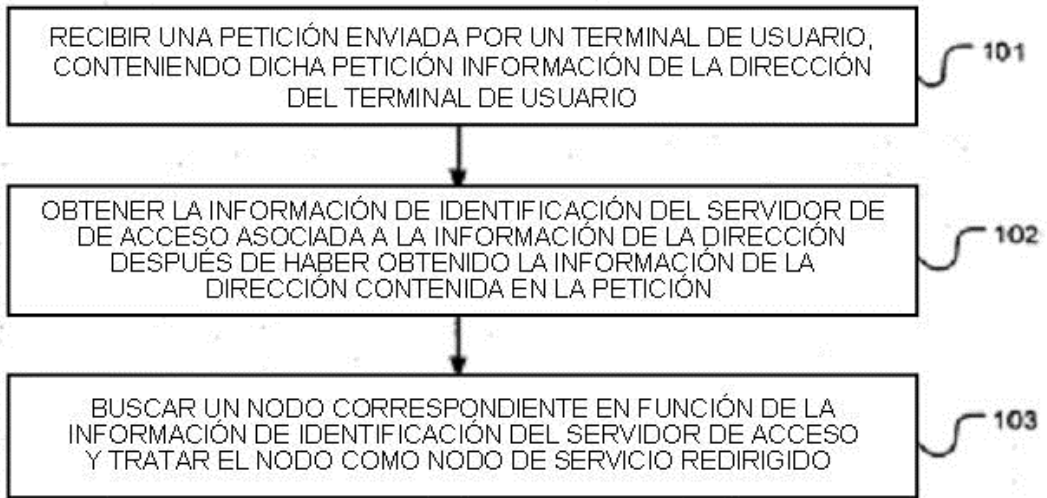 RECIBIR UNA PETICIÓN ENVIADA POR UN TERMINAL DE USUARIO,
CONTENIENDO DICHA PETICIÓN INFORMACIÓN DE LA DIRECCIÓN
DEL TERMINAL DE USUARIO
101
OBTENER LA INFORMACIÓN DE IDENTIFICACIÓN DEL SERVIDOR DE
DE ACCESO ASOCIADA A LA INFORMACIÓN DE LA DIRECCIÓN
DESPUÉS DE HABER OBTENIDO LA INFORMACIÓN DE LA
DIRECCIÓN CONTENIDA EN LA PETICIÓN
102
BUSCAR UN NODO CORRESPONDIENTE EN FUNCIÓN DE LA
INFORMACIÓN DE IDENTIFICACIÓN DEL SERVIDOR DE ACCESO
Y TRATAR EL NODO COMO NODO DE SERVICIO REDIRIGIDO
103